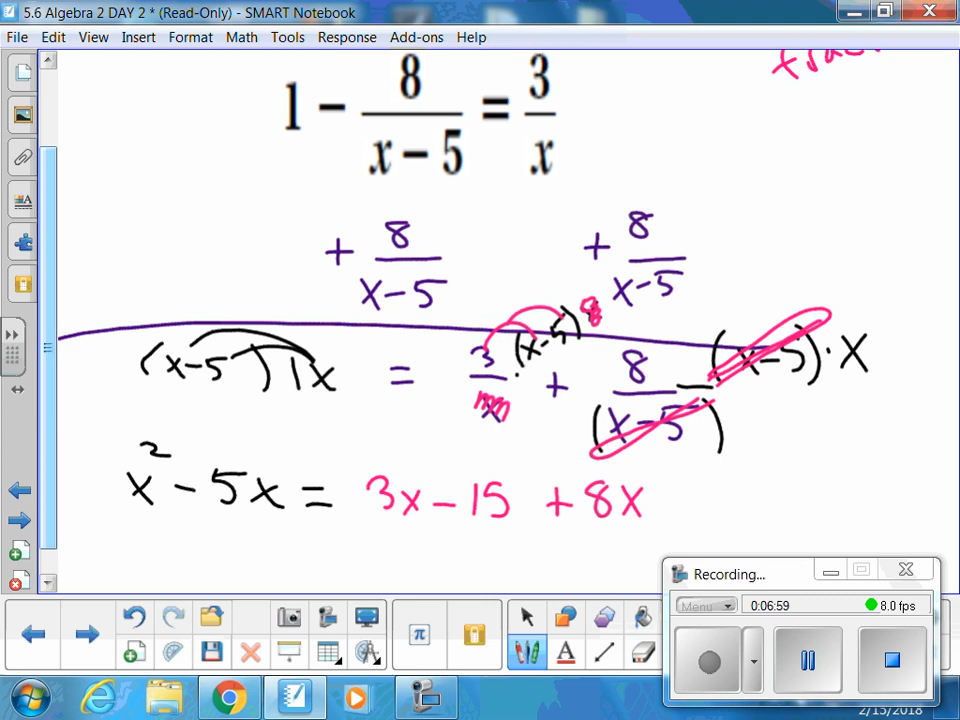 5.6 Algebra 2 DAY 2 * (Read-Only) - SMART Notebook
File Edit View Insert Format Math Tools Response Add-ons Help
1 - 8/(x - 5) = 3/x
+ 8/(x-5) + 8/(x-5)
(x-5)1x = 3/x · (x-5) + 8/(x-5) (x-5) · x
x² - 5x = 3x - 15 + 8x
Recording...
Menu 0:06:59 8.0 fps
π
A
2/15/2018